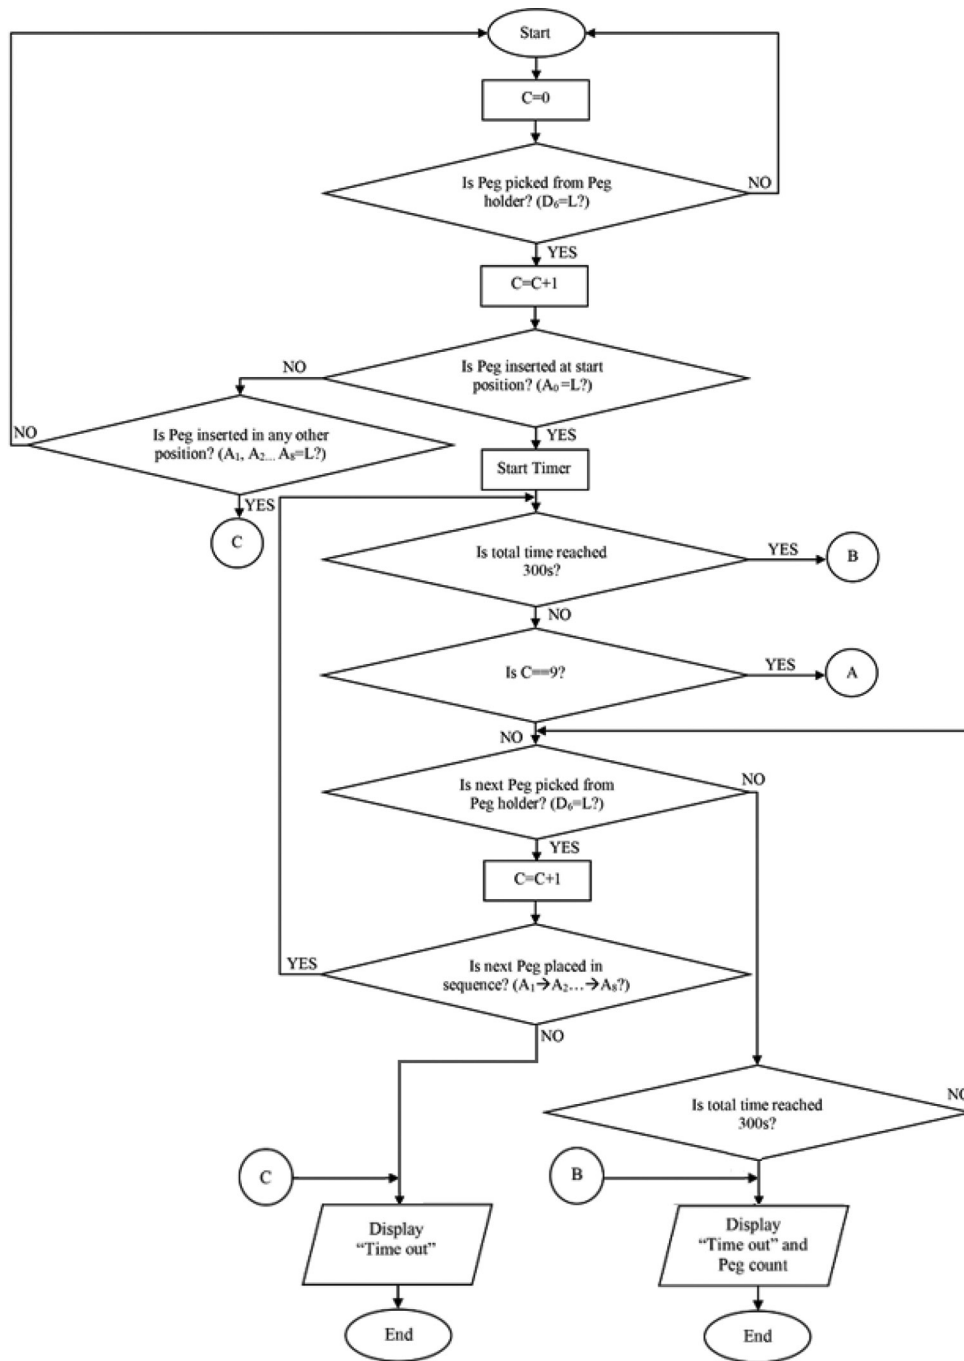 Start
C=0
Is Peg picked from Peg
holder? (D₆=L?)
NO
YES
C=C+1
Is Peg inserted at start
position? (A₀=L?)
NO
YES
Is Peg inserted in any other
position? (A₁, A₂... A₈=L?)
NO
YES
C
Start Timer
Is total time reached
300s?
YES
B
NO
Is C==9?
YES
A
NO
Is next Peg picked from
Peg holder? (D₆=L?)
NO
YES
C=C+1
Is next Peg placed in
sequence? (A₁→A₂…→A₈?)
YES
NO
Is total time reached
300s?
NO
C
B
Display
“Time out”
Display
“Time out” and
Peg count
End
End